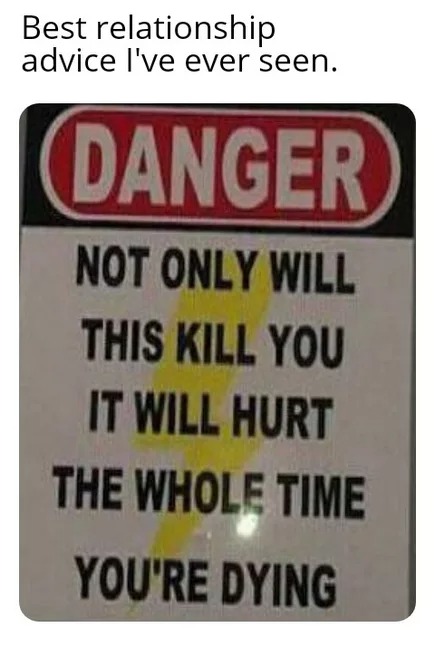 Best relationship
advice I've ever seen.
DANGER
NOT ONLY WILL
THIS KILL YOU
IT WILL HURT
THE WHOLE TIME
YOU'RE DYING